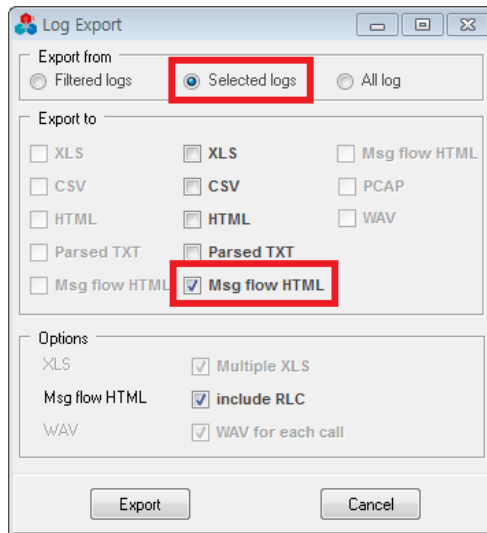 Log Export
Export from
Filtered logs Selected logs All log
Export to
XLS XLS Msg flow HTML
CSV CSV PCAP
HTML HTML WAV
Parsed TXT Parsed TXT
Msg flow HTML Msg flow HTML
Options
XLS Multiple XLS
Msg flow HTML include RLC
WAV WAV for each call
Export Cancel